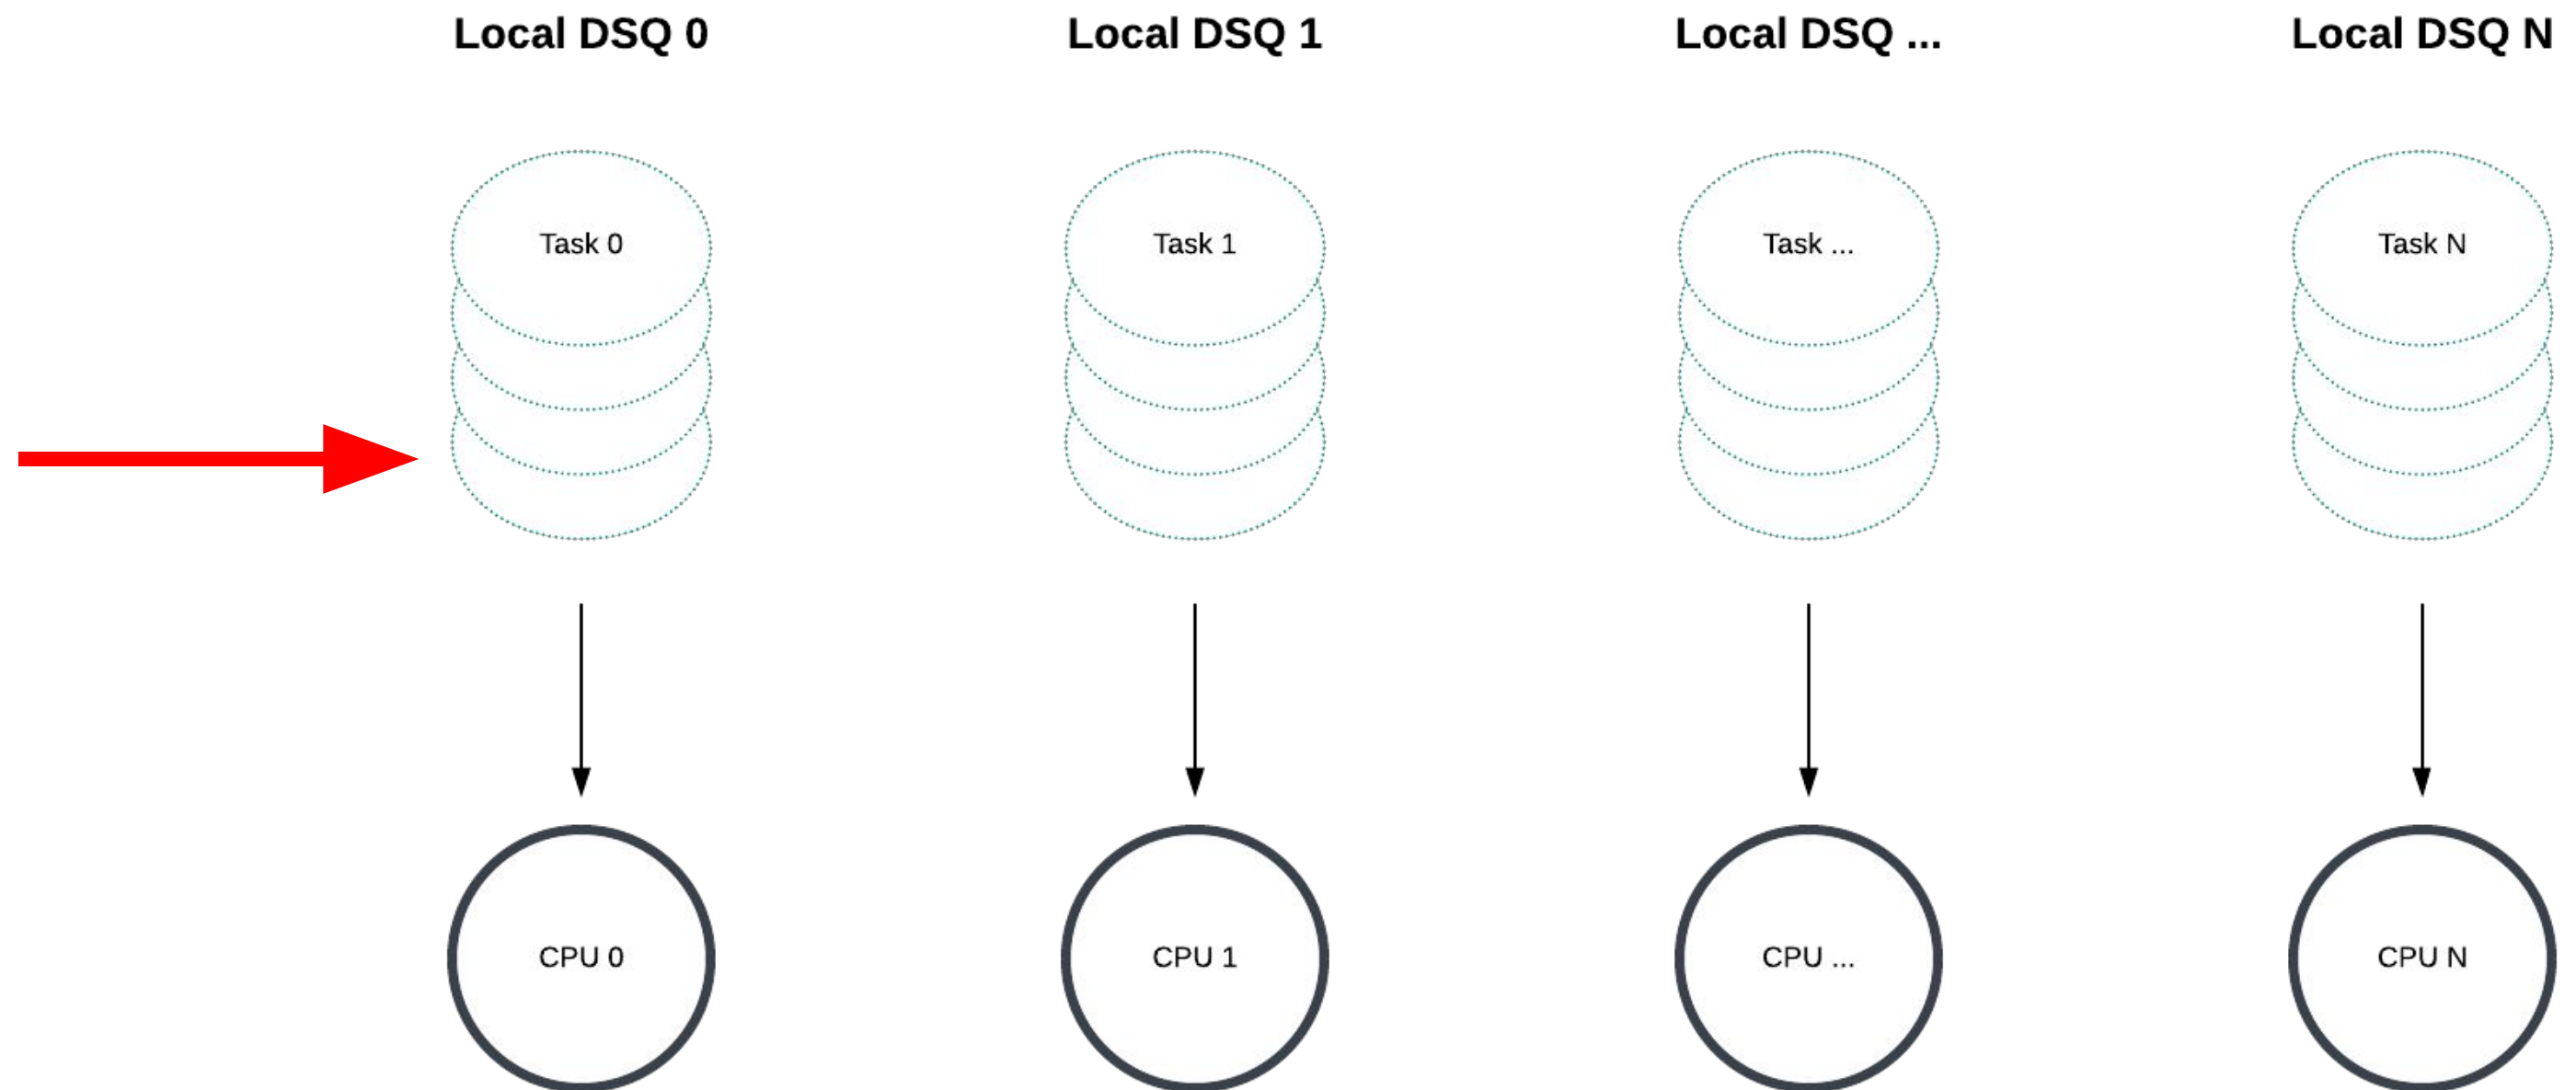 Local DSQ 0
Local DSQ 1
Local DSQ ...
Local DSQ N
Task 0
Task 1
Task ...
Task N
CPU 0
CPU 1
CPU ...
CPU N